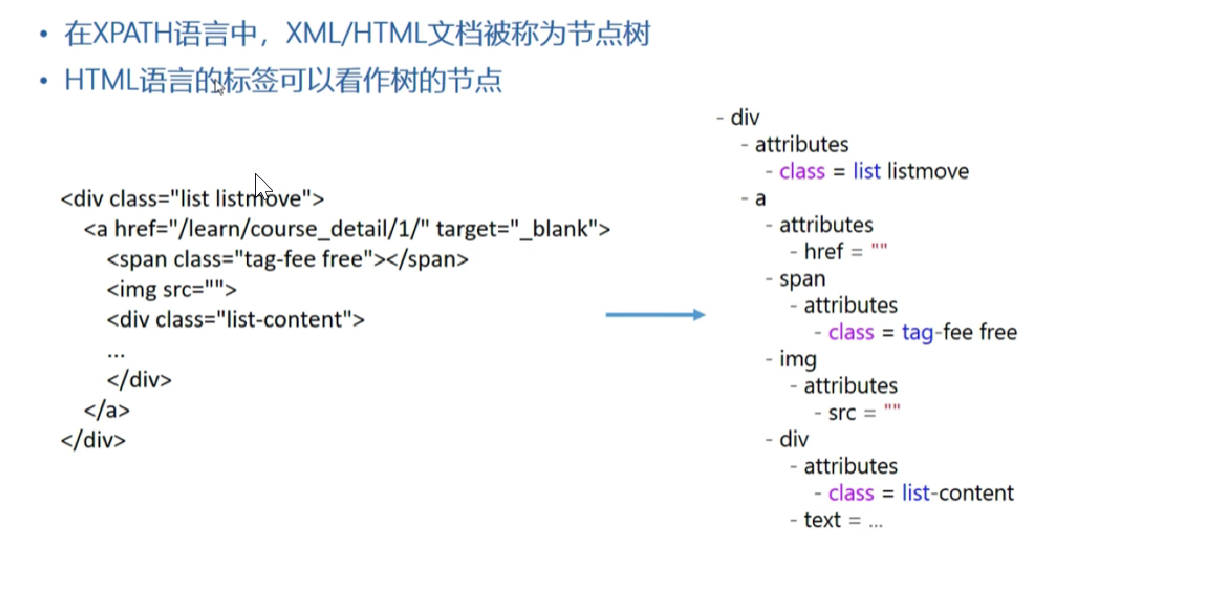 • 在XPATH语言中，XML/HTML文档被称为节点树
• HTML语言的标签可以看作树的节点
<div class="list listmove">
<a href="/learn/course_detail/1/" target="_blank">
<span class="tag-fee free"></span>
<img src="">
<div class="list-content">
...
</div>
</a>
</div>
- div
- attributes
- class = list listmove
- a
- attributes
- href = ""
- span
- attributes
- class = tag-fee free
- img
- attributes
- src = ""
- div
- attributes
- class = list-content
- text = ...